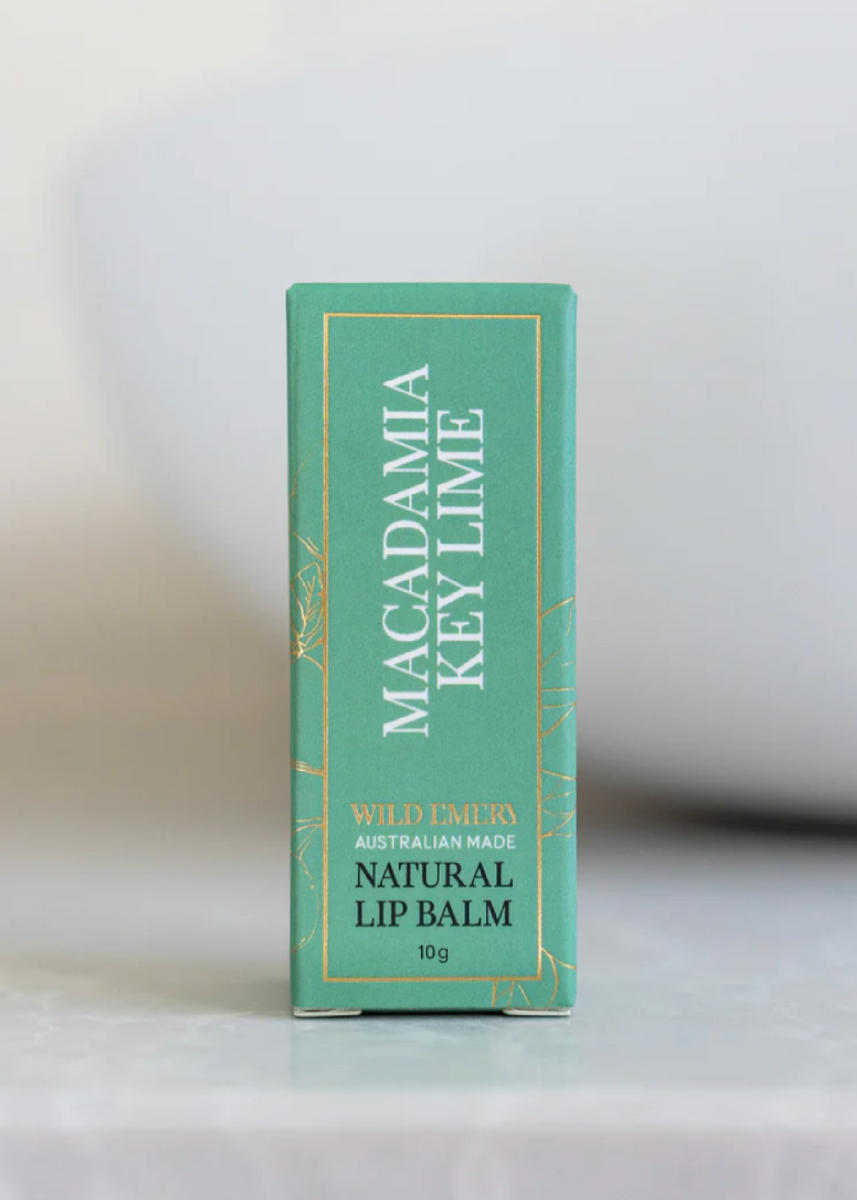 MACADAMIA
KEY LIME
WILD EMERY
AUSTRALIAN MADE
NATURAL
LIP BALM
10g